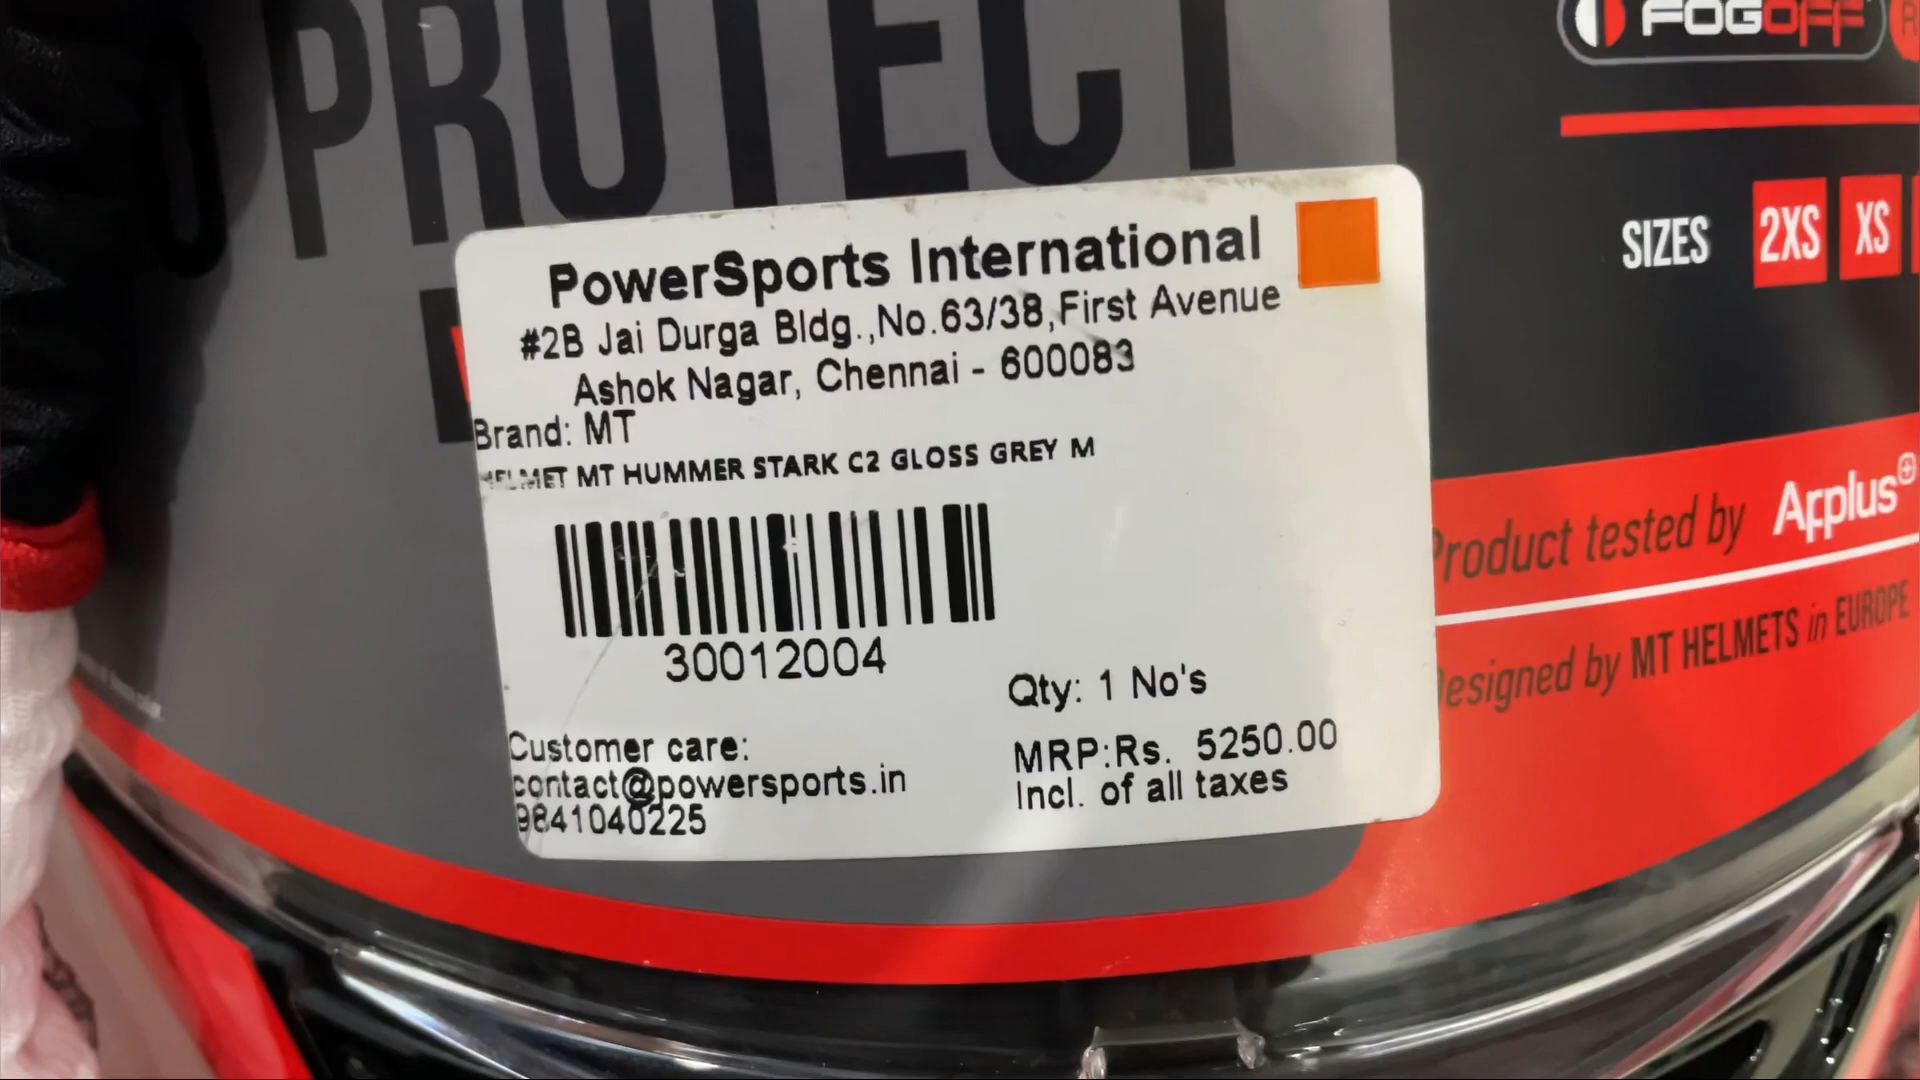 PROTECT
FOGOFF
SIZES 2XS XS
PowerSports International
#2B Jai Durga Bldg.,No.63/38,First Avenue
Ashok Nagar, Chennai - 600083
Brand: MT
HELMET MT HUMMER STARK C2 GLOSS GREY M
30012004
Qty: 1 No's
MRP:Rs. 5250.00
Incl. of all taxes
Customer care:
contact@powersports.in
9841040225
Product tested by Applus+
Designed by MT HELMETS in EUROPE